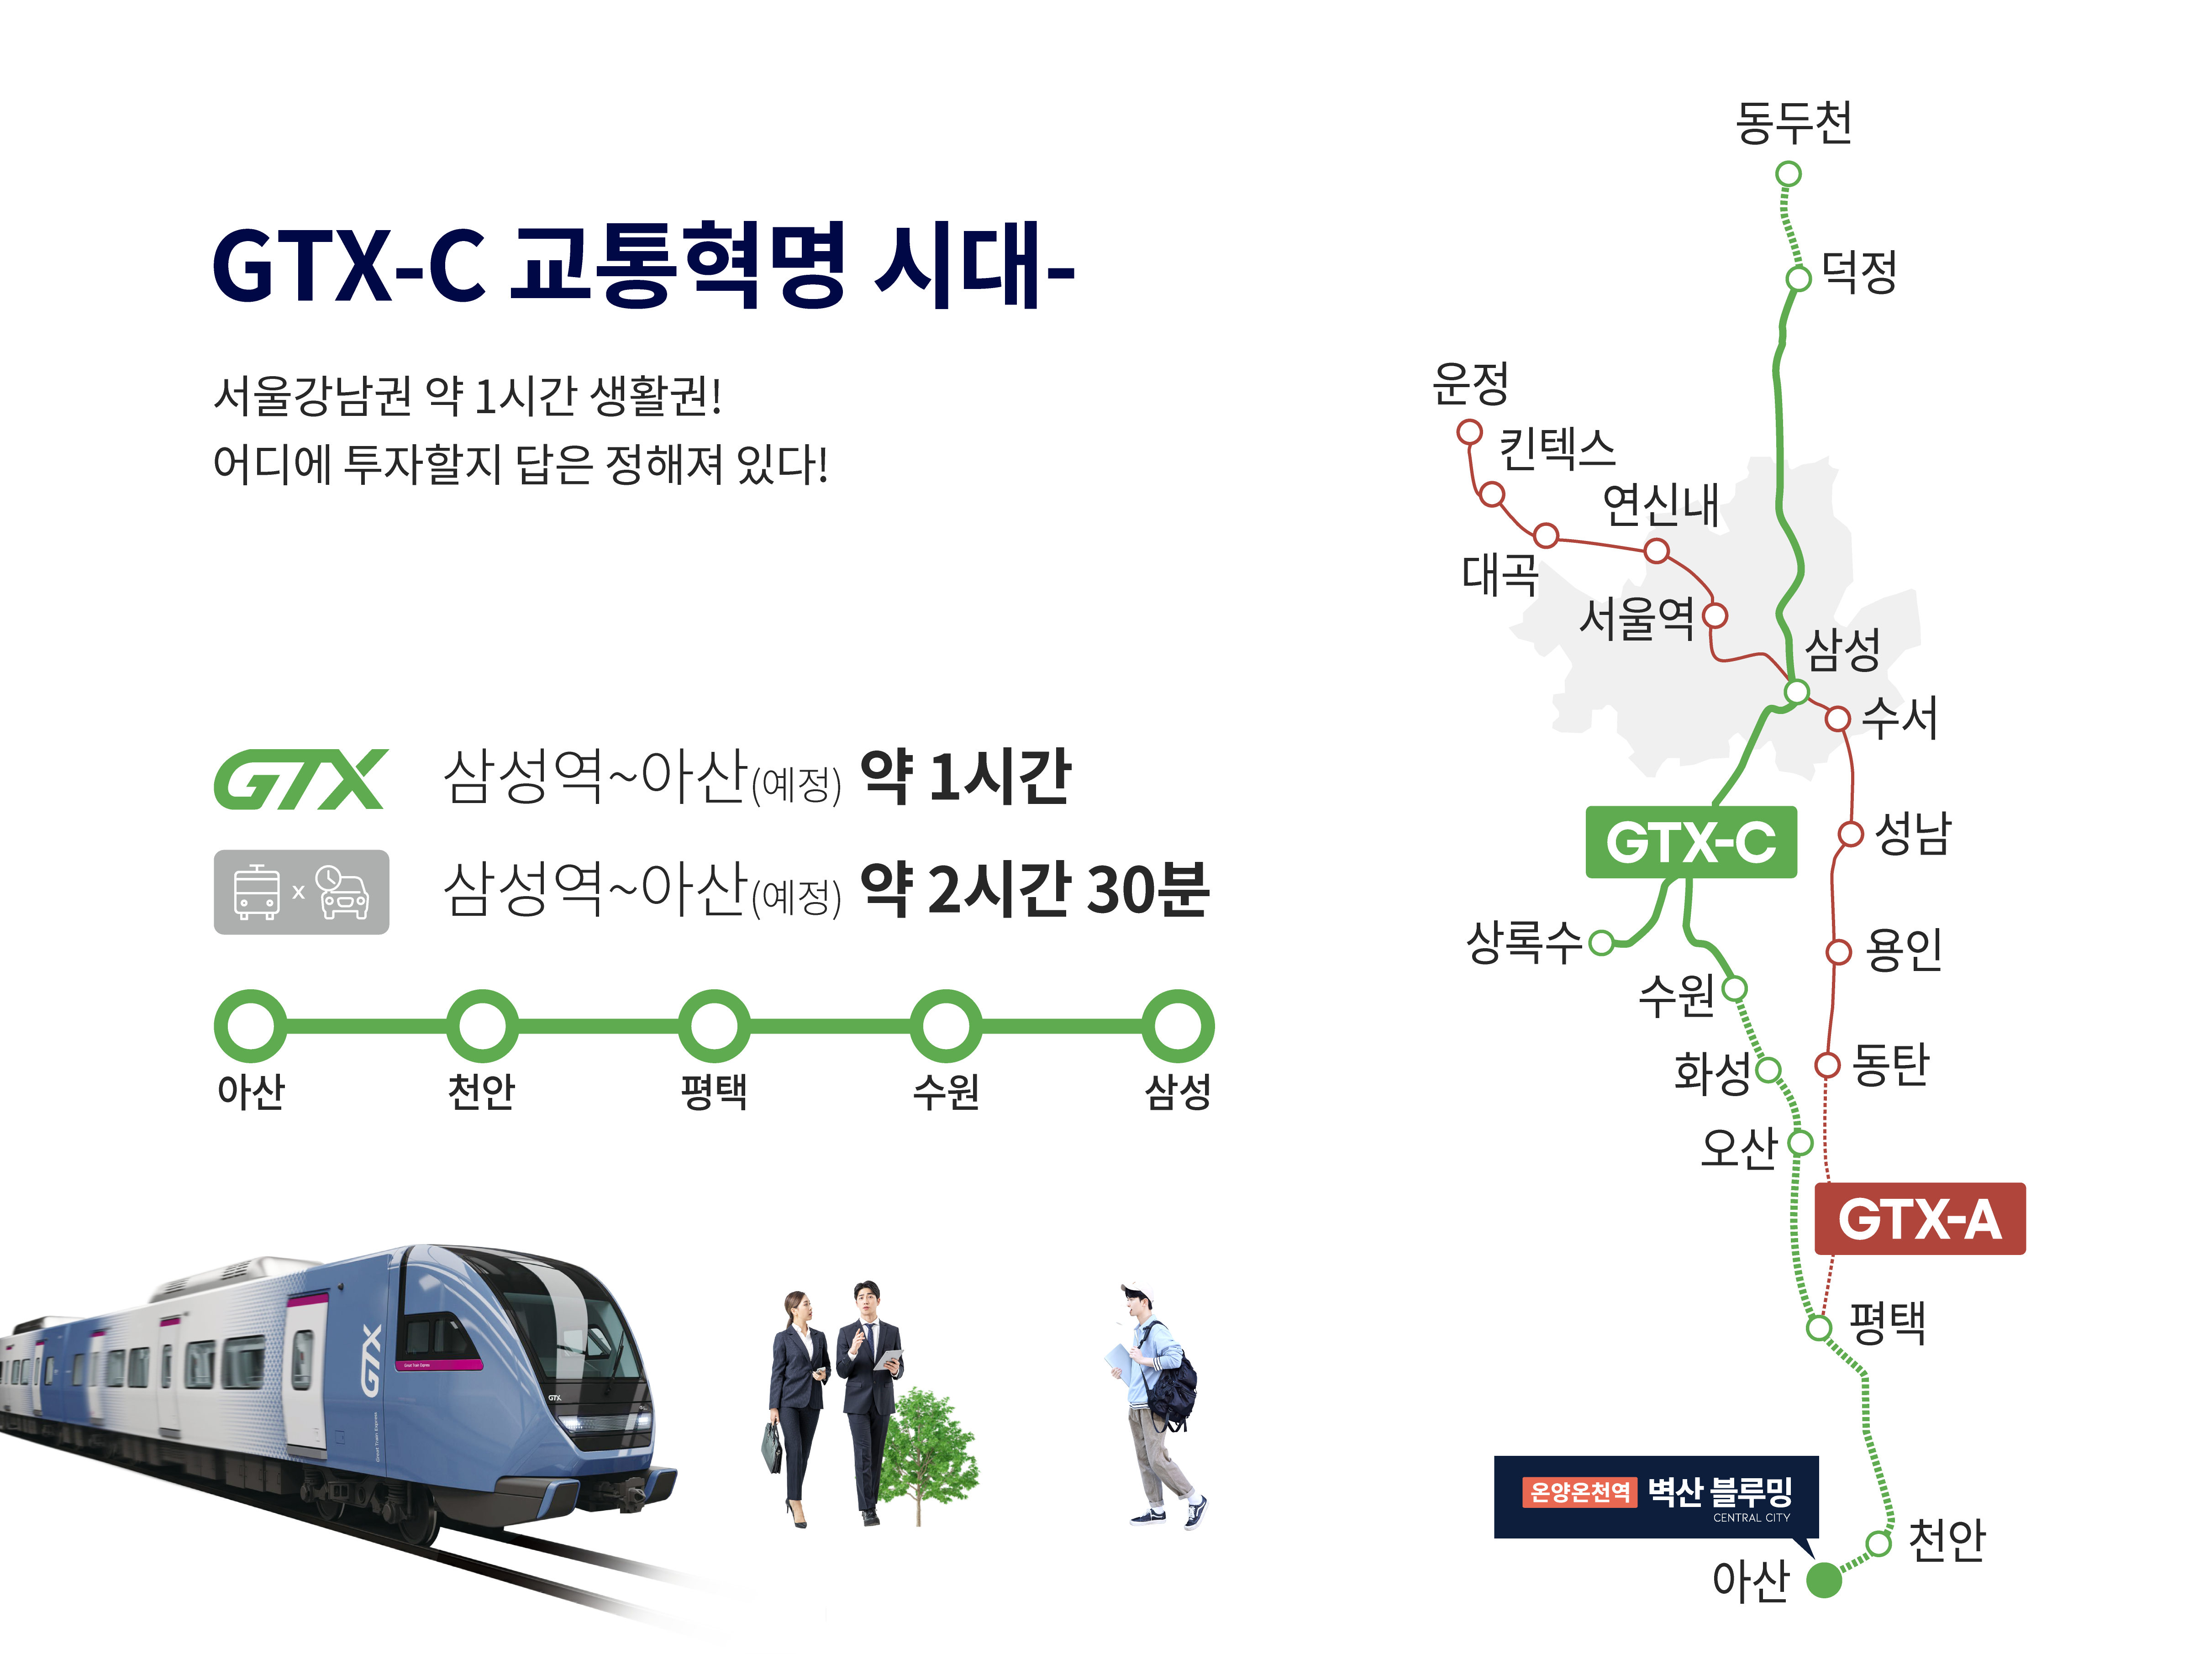 GTX-C 교통혁명 시대-
서울강남권 약 1시간 생활권!
어디에 투자할지 답은 정해져 있다!
GTX 삼성역~아산(예정) 약 1시간
x 삼성역~아산(예정) 약 2시간 30분
아산 천안 평택 수원 삼성
GTX
GTX
동두천
덕정
운정
킨텍스
연신내
대곡
서울역
삼성
수서
GTX-C
성남
상록수
용인
수원
동탄
화성
오산
GTX-A
평택
온양온천역 벽산 블루밍
CENTRAL CITY
천안
아산